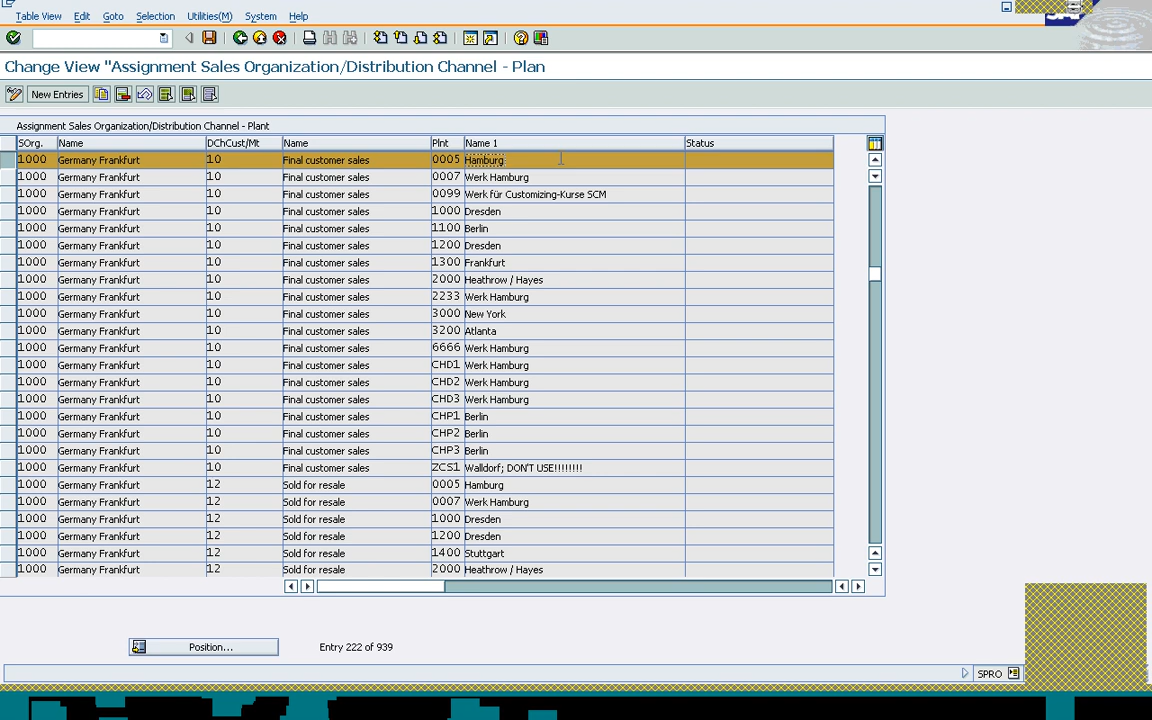 Table View Edit Goto Selection Utilities(M) System Help
Change View "Assignment Sales Organization/Distribution Channel - Plan
New Entries
Assignment Sales Organization/Distribution Channel - Plant
SOrg. Name DChCust/Mt Name Plnt Name 1 Status
1000 Germany Frankfurt 10 Final customer sales 0005 Hamburg
1000 Germany Frankfurt 10 Final customer sales 0007 Werk Hamburg
1000 Germany Frankfurt 10 Final customer sales 0099 Werk für Customizing-Kurse SCM
1000 Germany Frankfurt 10 Final customer sales 1000 Dresden
1000 Germany Frankfurt 10 Final customer sales 1100 Berlin
1000 Germany Frankfurt 10 Final customer sales 1200 Dresden
1000 Germany Frankfurt 10 Final customer sales 1300 Frankfurt
1000 Germany Frankfurt 10 Final customer sales 2000 Heathrow / Hayes
1000 Germany Frankfurt 10 Final customer sales 2233 Werk Hamburg
1000 Germany Frankfurt 10 Final customer sales 3000 New York
1000 Germany Frankfurt 10 Final customer sales 3200 Atlanta
1000 Germany Frankfurt 10 Final customer sales 6666 Werk Hamburg
1000 Germany Frankfurt 10 Final customer sales CHD1 Werk Hamburg
1000 Germany Frankfurt 10 Final customer sales CHD2 Werk Hamburg
1000 Germany Frankfurt 10 Final customer sales CHD3 Werk Hamburg
1000 Germany Frankfurt 10 Final customer sales CHP1 Berlin
1000 Germany Frankfurt 10 Final customer sales CHP2 Berlin
1000 Germany Frankfurt 10 Final customer sales CHP3 Berlin
1000 Germany Frankfurt 10 Final customer sales ZCS1 Walldorf; DON'T USE!!!!!!!!
1000 Germany Frankfurt 12 Sold for resale 0005 Hamburg
1000 Germany Frankfurt 12 Sold for resale 0007 Werk Hamburg
1000 Germany Frankfurt 12 Sold for resale 1000 Dresden
1000 Germany Frankfurt 12 Sold for resale 1200 Dresden
1000 Germany Frankfurt 12 Sold for resale 1400 Stuttgart
1000 Germany Frankfurt 12 Sold for resale 2000 Heathrow / Hayes
Position... Entry 222 of 939
SPRO